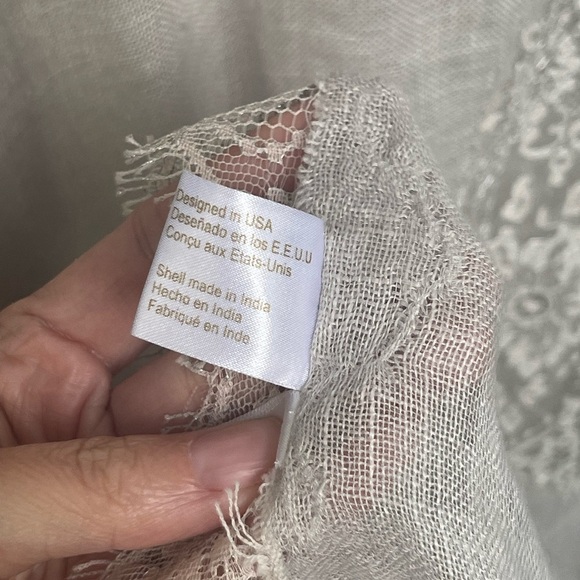 Designed in USA
Deseñado en los E.E.U.U
Conçu aux Etats-Unis
Shell made in India
Hecho en India
Fabriqué en Inde